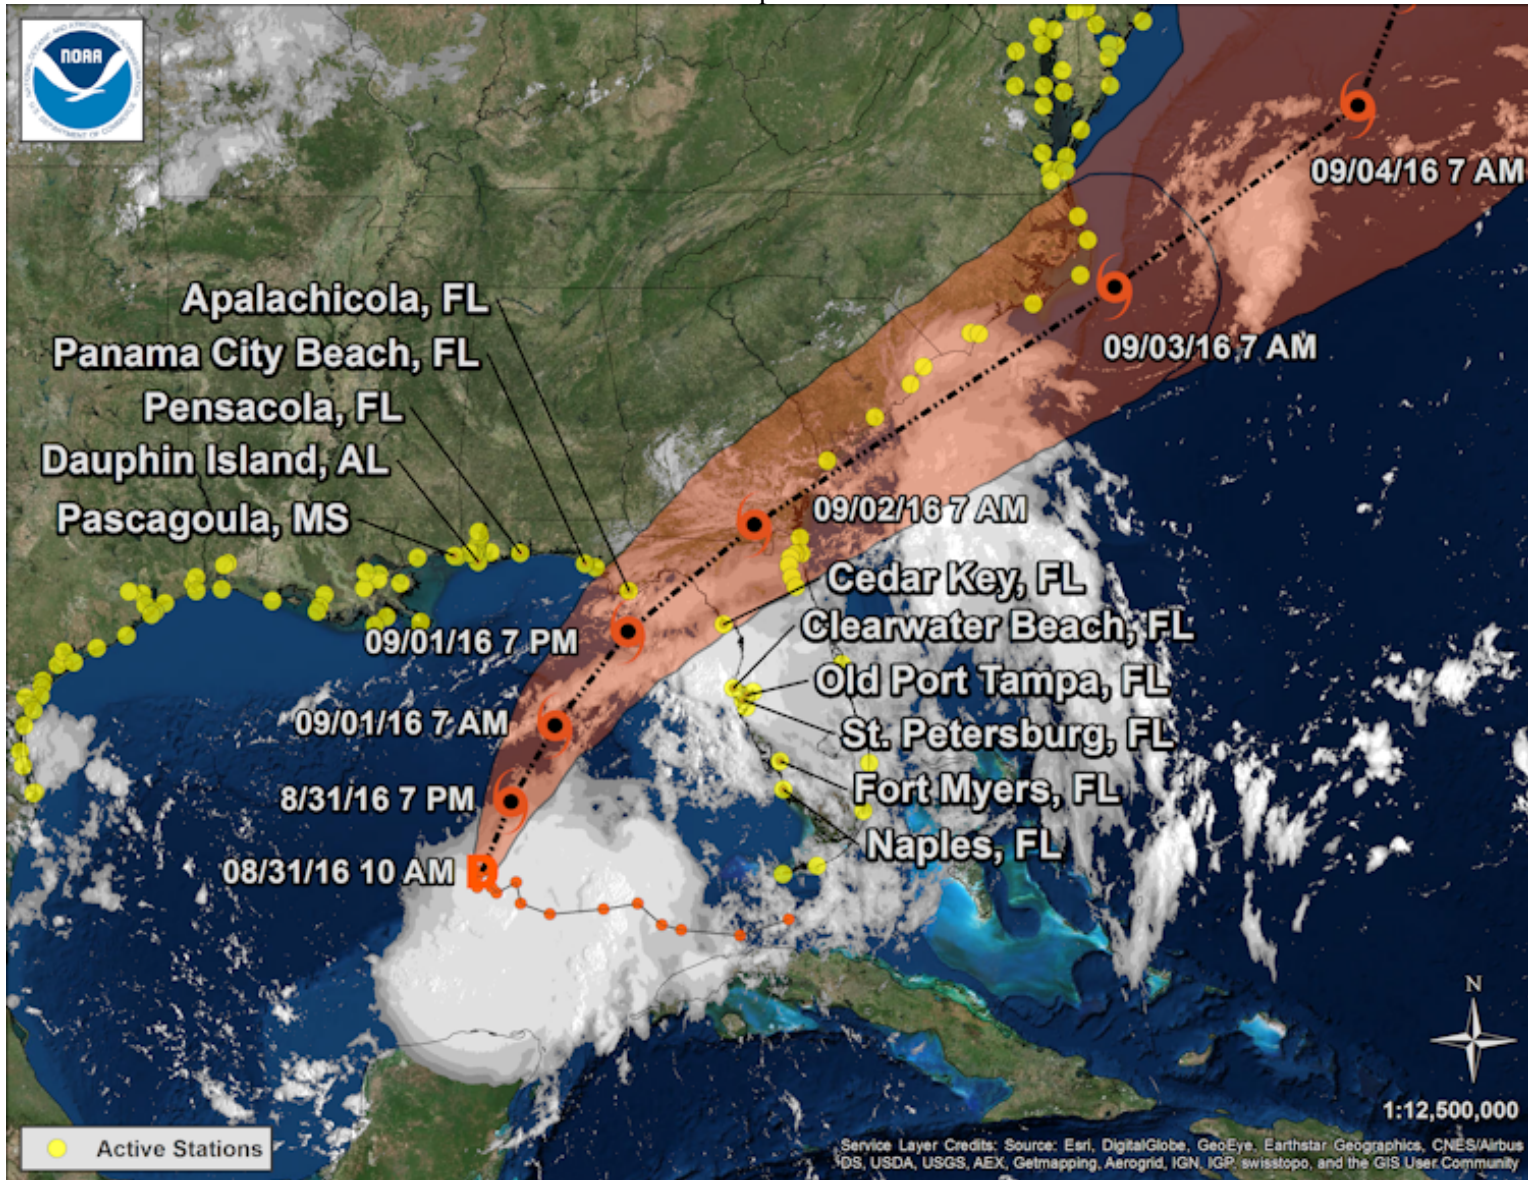 NOAA
09/04/16 7 AM
Apalachicola, FL
09/03/16 7 AM
Panama City Beach, FL
Pensacola, FL
Dauphin Island, AL
Pascagoula, MS
09/02/16 7 AM
Cedar Key, FL
Clearwater Beach, FL
09/01/16 7 PM
Old Port Tampa, FL
09/01/16 7 AM
St. Petersburg, FL
8/31/16 7 PM
Fort Myers, FL
Naples, FL
08/31/16 10 AM
N
1:12,500,000
Active Stations
Service Layer Credits: Source: Esri, DigitalGlobe, GeoEye, Earthstar Geographics, CNES/Airbus
DS, USDA, USGS, AEX, Getmapping, Aerogrid, IGN, IGP, swisstopo, and the GIS User Community